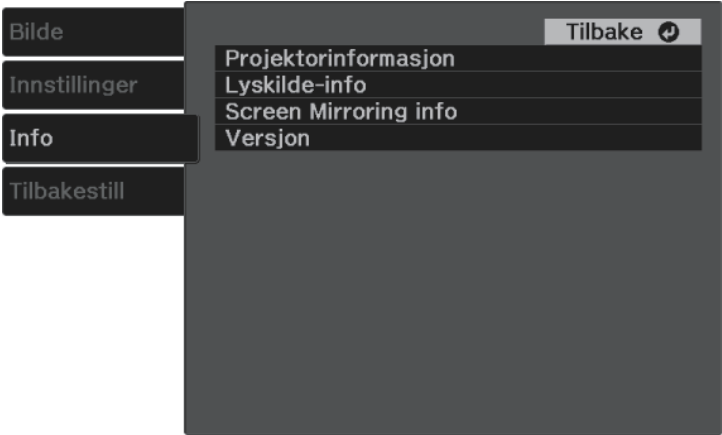 Bilde
Innstillinger
Info
Tilbakestill
Tilbake
Projektorinformasjon
Lyskilde-info
Screen Mirroring info
Versjon